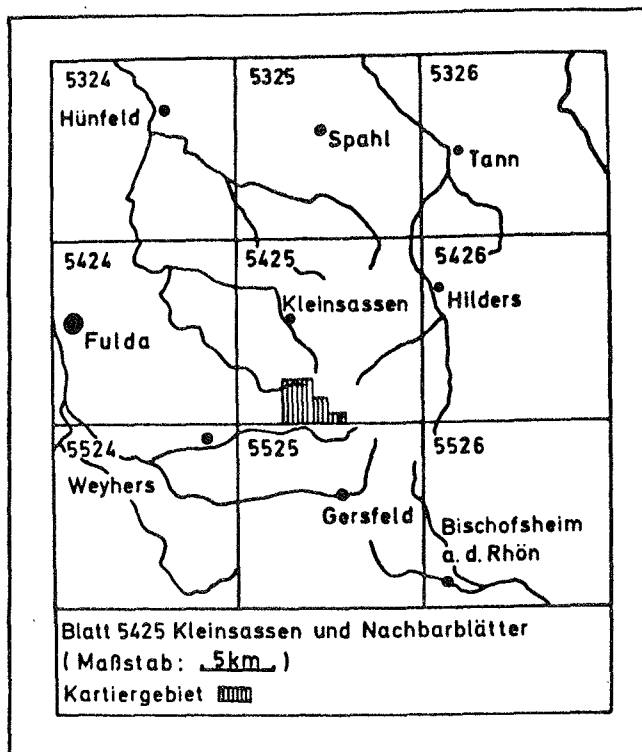 5324
5325
5326
Hünfeld
Spahl
Tann
5424
5425
5426
Kleinsassen
Hilders
Fulda
5524
5525
5526
Weyhers
Gersfeld
Bischofsheim
a. d. Rhön
Blatt 5425 Kleinsassen und Nachbarblätter
(Maßstab: 5km)
Kartiergebiet